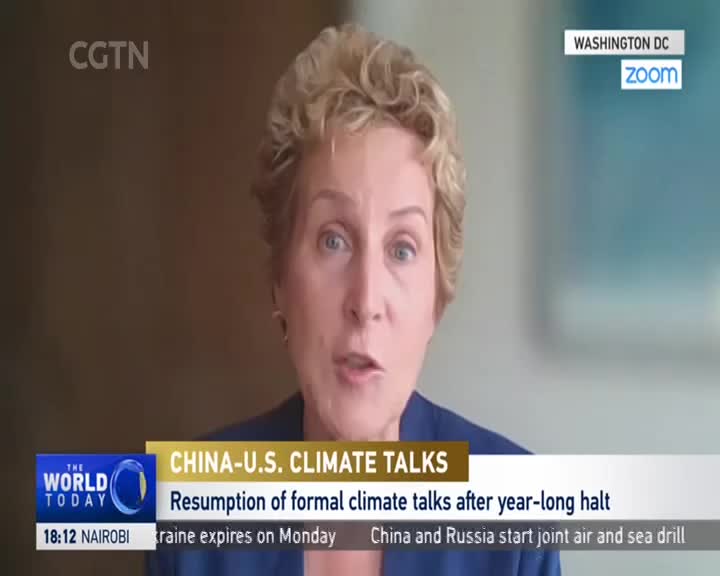 CGTN
WASHINGTON DC
zoom
CHINA-U.S. CLIMATE TALKS
THE
WORLD
TODAY
Resumption of formal climate talks after year-long halt
18:12 NAIROBI
kraine expires on Monday China and Russia start joint air and sea drill